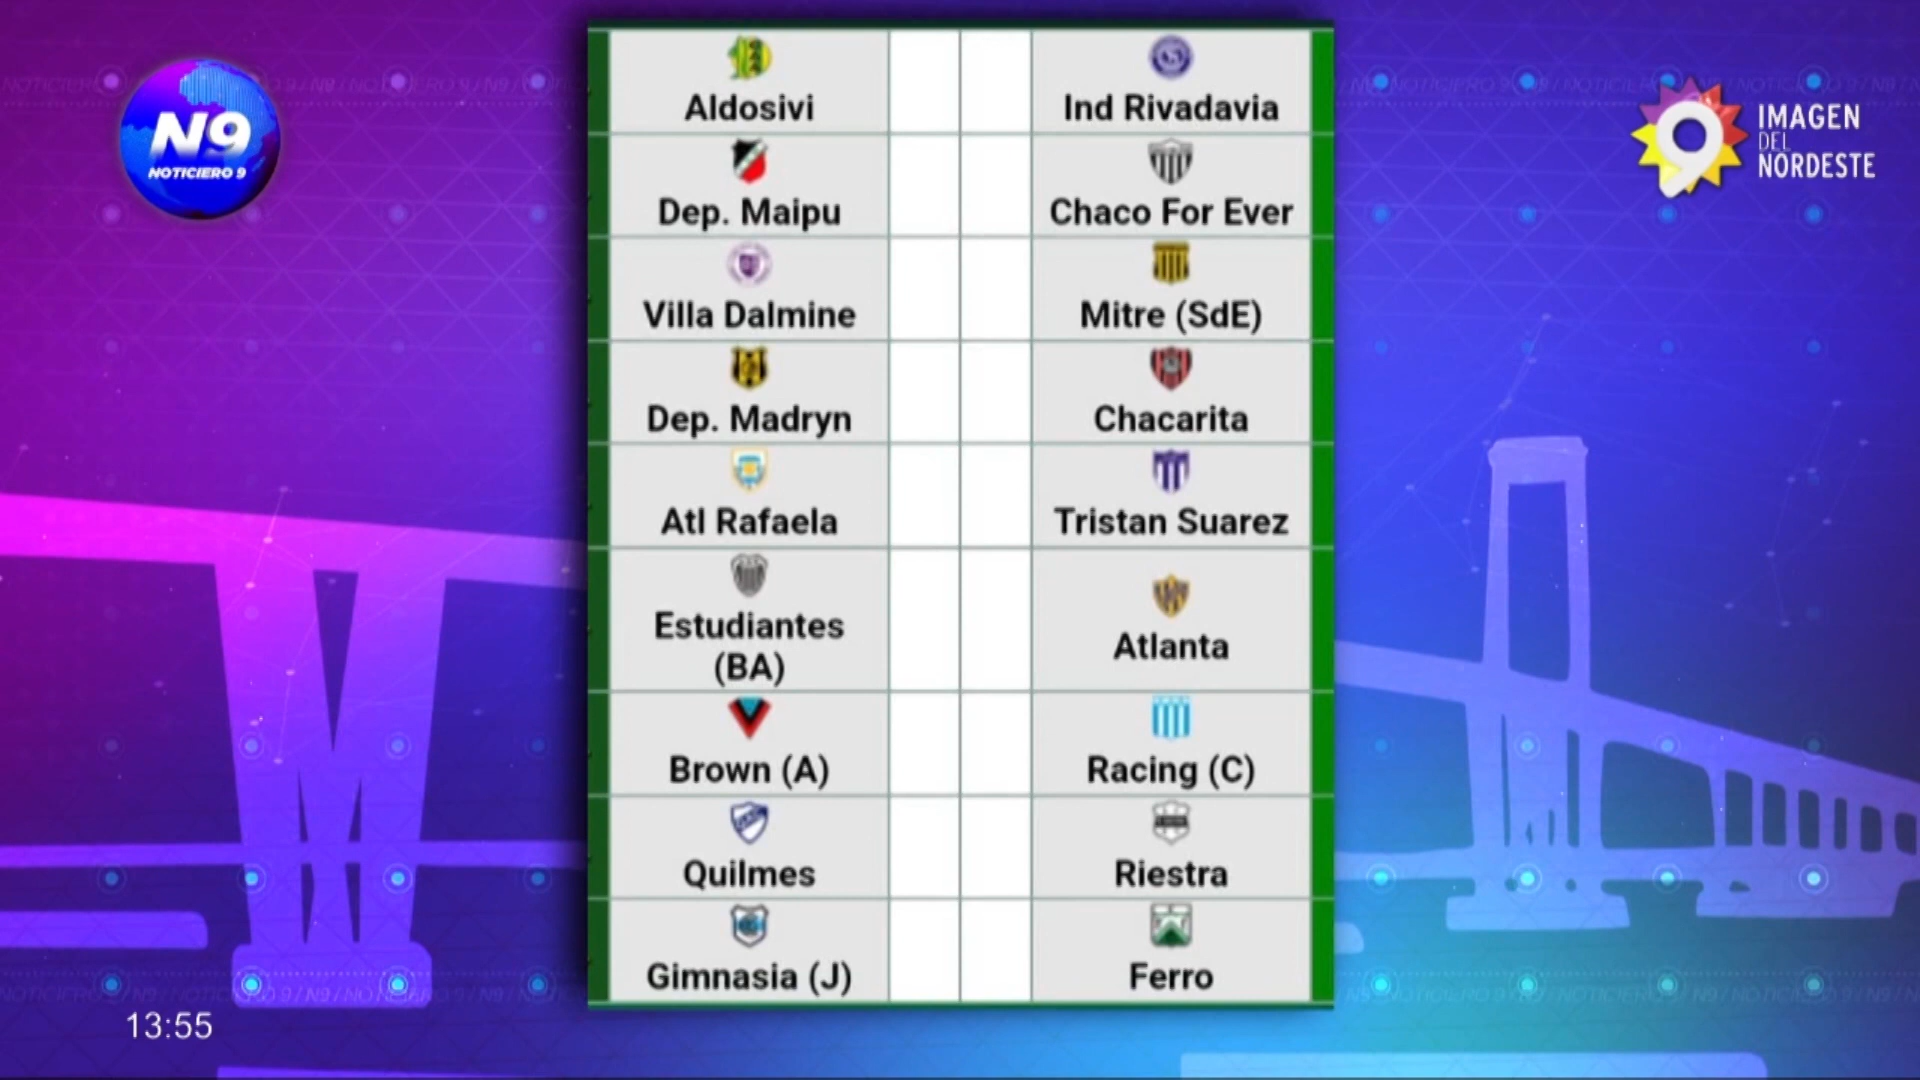 N9
NOTICIERO 9
IMAGEN
DEL
NORDESTE
Aldosivi
Ind Rivadavia
Dep. Maipu
Chaco For Ever
Villa Dalmine
Mitre (SdE)
Dep. Madryn
Chacarita
Atl Rafaela
Tristan Suarez
Estudiantes
(BA)
Atlanta
Brown (A)
Racing (C)
Quilmes
Riestra
Gimnasia (J)
Ferro
13:55